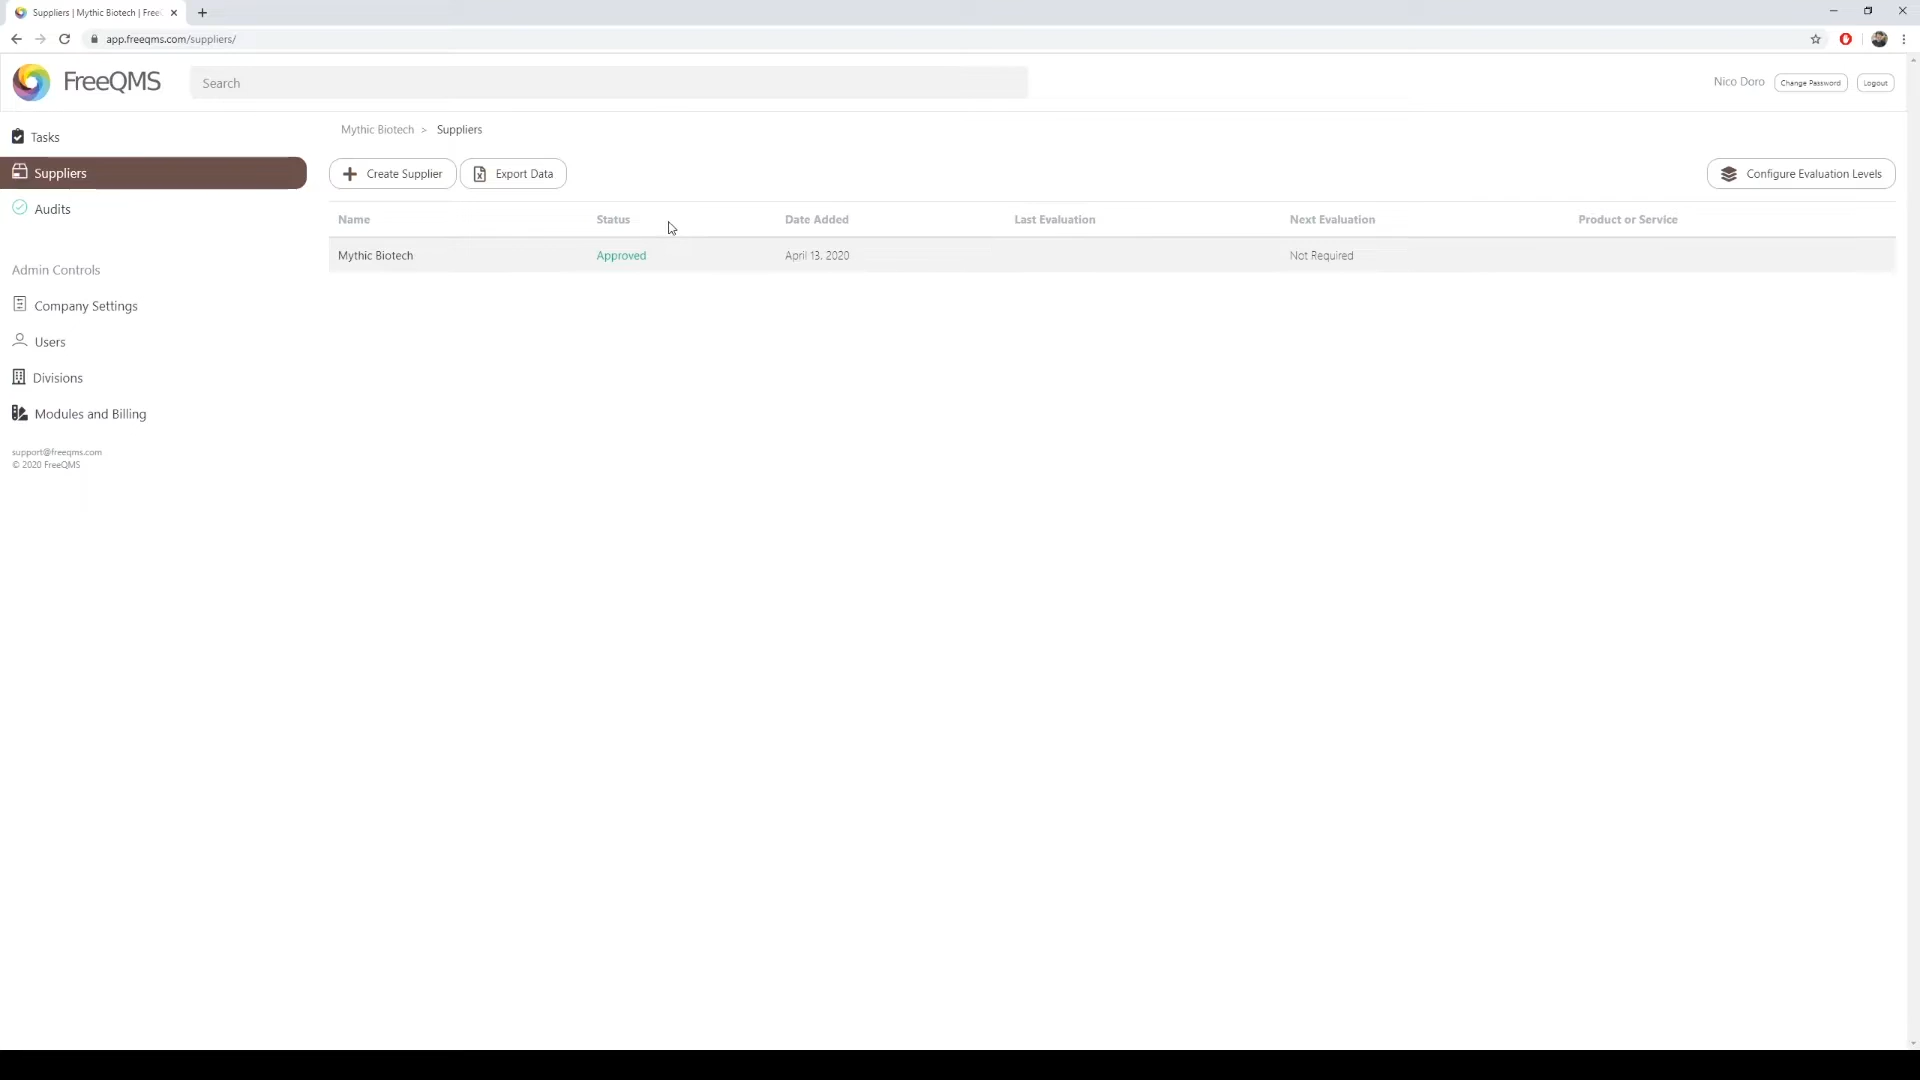 Suppliers | Mythic Biotech | Free
app.freeqms.com/suppliers/
FreeQMS
Search
Nico Doro
Change Password
Logout
Tasks
Suppliers
Audits
Admin Controls
Company Settings
Users
Divisions
Modules and Billing
support@freeqms.com
© 2020 FreeQMS
Mythic Biotech > Suppliers
Create Supplier
Export Data
Configure Evaluation Levels
Name Status Date Added Last Evaluation Next Evaluation Product or Service
Mythic Biotech Approved April 13, 2020 Not Required